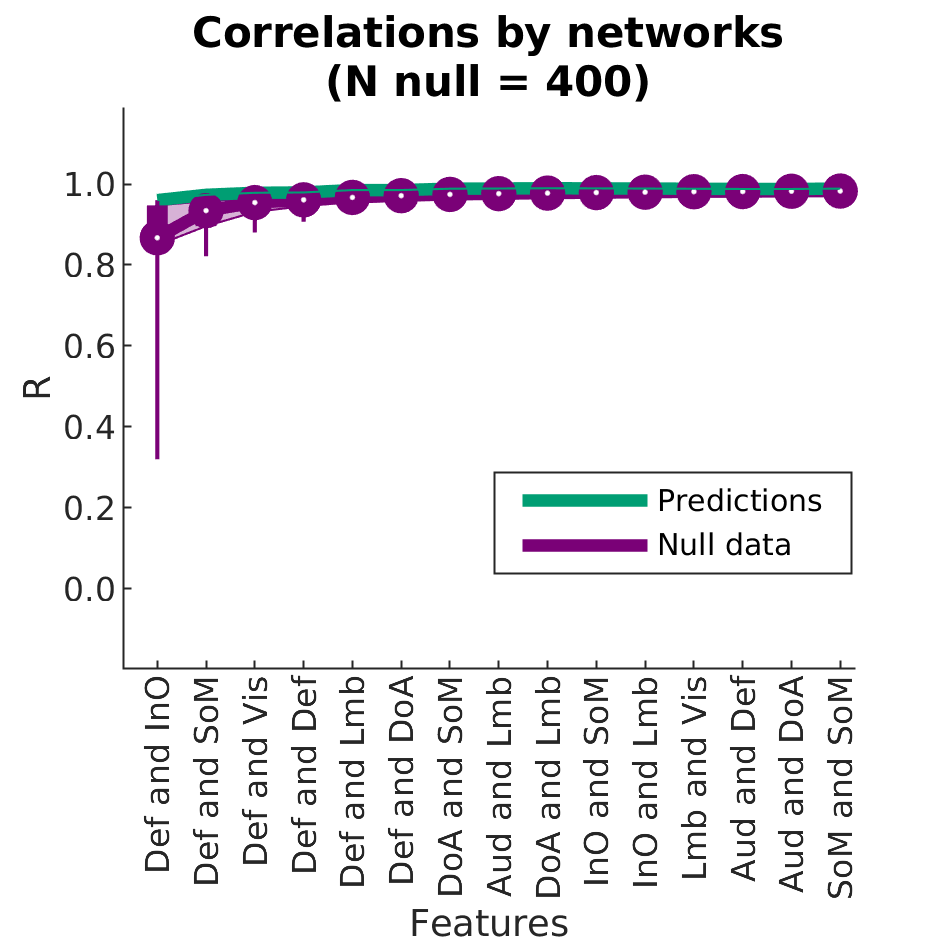 Correlations by networks
(N null = 400)
1.0
0.8
0.6
0.4
0.2
0.0
R
Predictions
Null data
Def and InO
Def and SoM
Def and Vis
Def and Def
Def and Lmb
Def and DoA
DoA and SoM
Aud and Lmb
DoA and Lmb
InO and SoM
InO and Lmb
Lmb and Vis
Aud and Def
Aud and DoA
SoM and SoM
Features